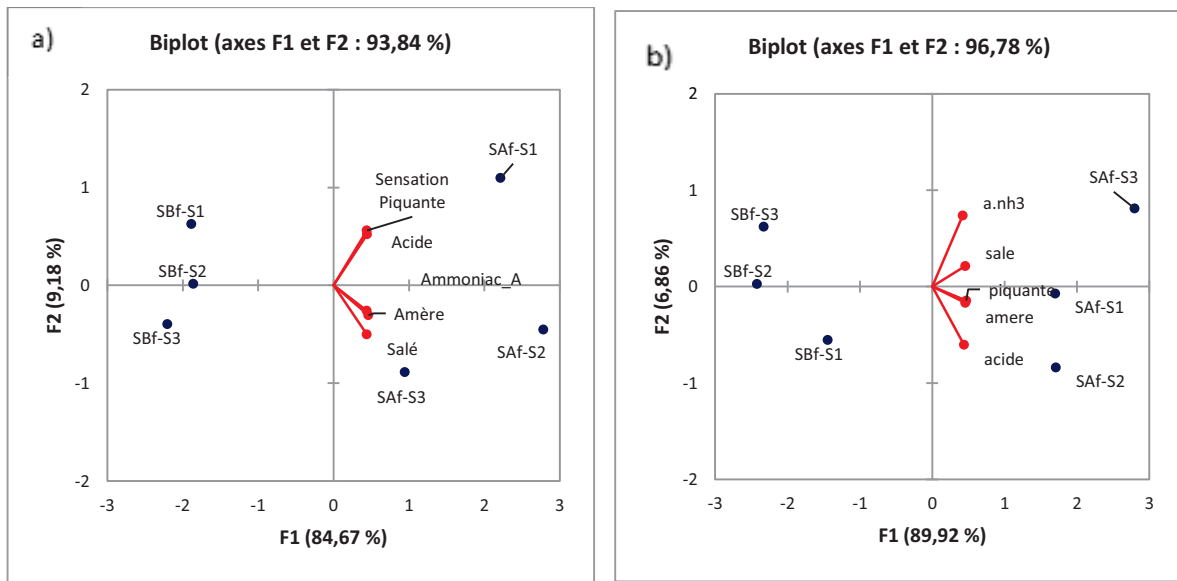 a)
Biplot (axes F1 et F2 : 93,84 %)
2
SAf-S1
Sensation
Piquante
1
SBf-S1
Acide
F2 (9,18 %)
SBf-S2
0
Ammoniac_A
SBf-S3
Amère
Salé
SAf-S2
-1
SAf-S3
-2
-3 -2 -1 0 1 2 3
F1 (84,67 %)
b)
Biplot (axes F1 et F2 : 96,78 %)
2
SAf-S3
1
SBf-S3
a.nh3
sale
F2 (6,86 %)
SBf-S2
0
piquante
SAf-S1
amere
SBf-S1
acide
SAf-S2
-1
-2
-3 -2 -1 0 1 2 3
F1 (89,92 %)